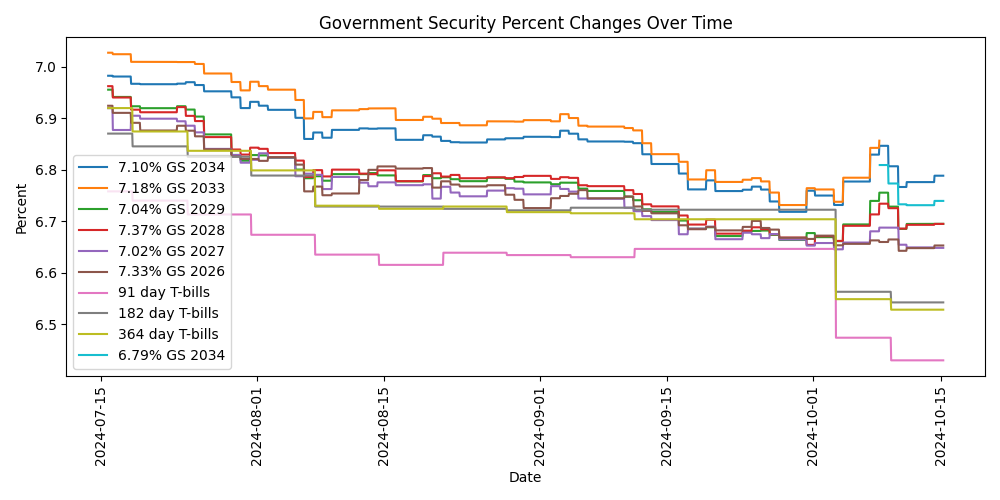 Government Security Percent Changes Over Time
Percent
7.0
6.9
6.8
6.7
6.6
6.5
7.10% GS 2034
7.18% GS 2033
7.04% GS 2029
7.37% GS 2028
7.02% GS 2027
7.33% GS 2026
91 day T-bills
182 day T-bills
364 day T-bills
6.79% GS 2034
2024-07-15
2024-08-01
2024-08-15
2024-09-01
2024-09-15
2024-10-01
2024-10-15
Date